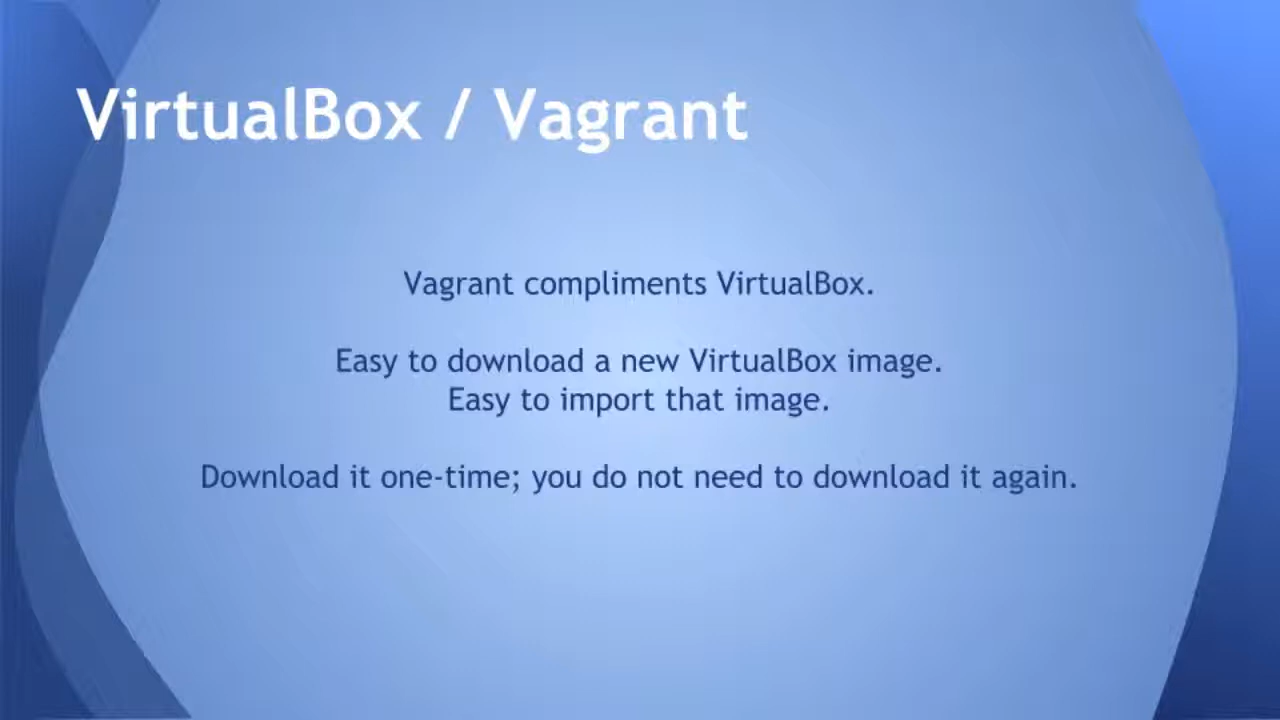 VirtualBox / Vagrant
Vagrant compliments VirtualBox.
Easy to download a new VirtualBox image.
Easy to import that image.
Download it one-time; you do not need to download it again.